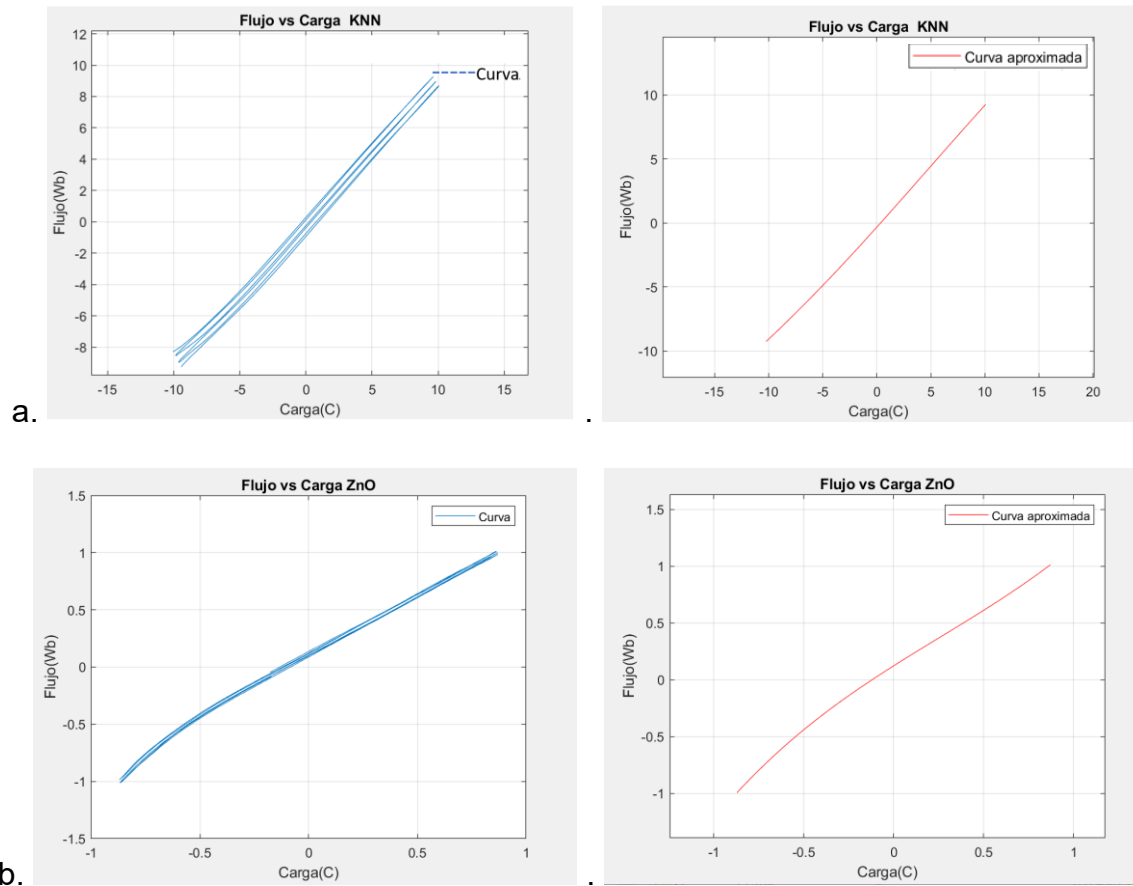 Flujo vs Carga KNN
12
10
8
6
4
2
0
-2
-4
-6
-8
Flujo(Wb)
-15 -10 -5 0 5 10 15
Carga(C)
Curva
a.
Flujo vs Carga KNN
Curva aproximada
10
5
0
-5
-10
Flujo(Wb)
-15 -10 -5 0 5 10 15 20
Carga(C)
.
Flujo vs Carga ZnO
Curva
1.5
1
0.5
0
-0.5
-1
-1.5
Flujo(Wb)
-1 -0.5 0 0.5 1
Carga(C)
b.
Flujo vs Carga ZnO
Curva aproximada
1.5
1
0.5
0
-0.5
-1
Flujo(Wb)
-1 -0.5 0 0.5 1
Carga(C)
.